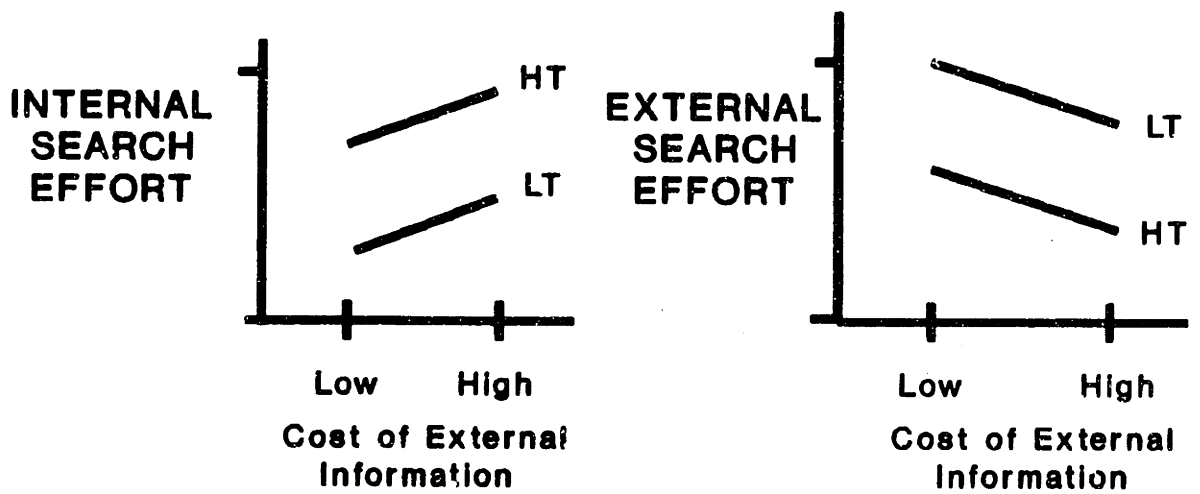 INTERNAL
SEARCH
EFFORT
HT
LT
Low High
Cost of External
Information
EXTERNAL
SEARCH
EFFORT
LT
HT
Low High
Cost of External
Information